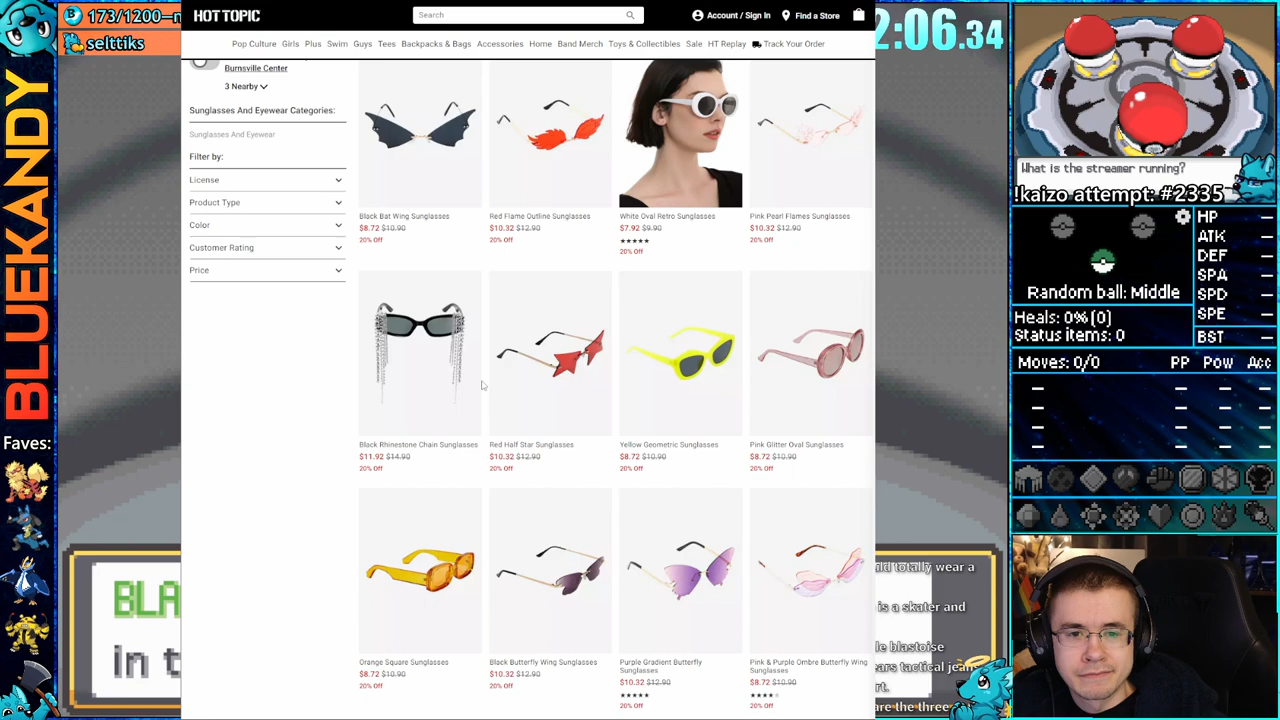 173/1200
selttiks
BLUEKANDY
Faves:
HOT TOPIC
Search
Account / Sign In
Find a Store
Pop Culture Girls Plus Swim Guys Tees Backpacks & Bags Accessories Home Band Merch Toys & Collectibles Sale HT Replay Track Your Order
Burnsville Center
3 Nearby
Sunglasses And Eyewear Categories:
Sunglasses And Eyewear
Filter by:
License
Product Type
Color
Customer Rating
Price
Black Bat Wing Sunglasses
$8.72 $10.90
20% Off
Red Flame Outline Sunglasses
$10.32 $12.90
20% Off
White Oval Retro Sunglasses
$7.92 $9.90
★★★★★
20% Off
Pink Pearl Flames Sunglasses
$10.32 $12.90
20% Off
Black Rhinestone Chain Sunglasses
$11.92 $14.90
20% Off
Red Half Star Sunglasses
$10.32 $12.90
20% Off
Yellow Geometric Sunglasses
$8.72 $10.90
20% Off
Pink Glitter Oval Sunglasses
$8.72 $10.90
20% Off
Orange Square Sunglasses
$8.72 $10.90
20% Off
Black Butterfly Wing Sunglasses
$10.32 $12.90
20% Off
Purple Gradient Butterfly
Sunglasses
$10.32 $12.90
★★★★★
20% Off
Pink & Purple Ombre Butterfly Wing
Sunglasses
$8.72 $10.90
★★★★★
20% Off
BLA
in t
2:06.34
totally wear a
is a skater and
blastoise
tactical
are the three
What is the streamer running?
!kaizo attempt: #2335
Random ball: Middle
Heals: 0% (0)
Status items: 0
HP —
ATK —
DEF —
SPA —
SPD —
SPE —
BST —
Moves: 0/0 PP Pow Acc
— — — —
— — — —
— — — —
— — — —